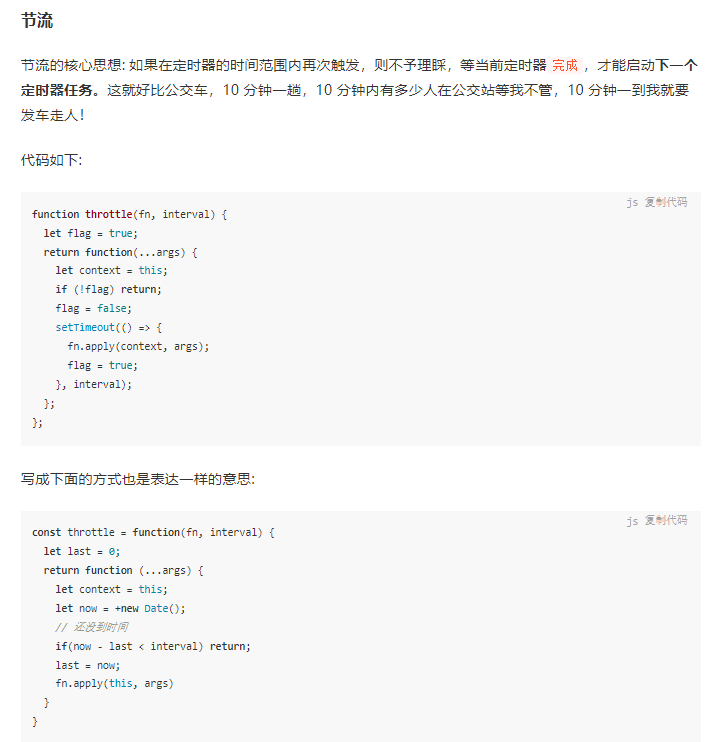 节流
节流的核心思想: 如果在定时器的时间范围内再次触发，则不予理睬，等当前定时器 完成 ，才能启动下一个
定时器任务。这就好比公交车，10 分钟一趟，10 分钟内有多少人在公交站等我不管，10 分钟一到我就要
发车走人！
代码如下:
js 复制代码
function throttle(fn, interval) {
  let flag = true;
  return function(...args) {
    let context = this;
    if (!flag) return;
    flag = false;
    setTimeout(() => {
      fn.apply(context, args);
      flag = true;
    }, interval);
  };
};
写成下面的方式也是表达一样的意思:
js 复制代码
const throttle = function(fn, interval) {
  let last = 0;
  return function (...args) {
    let context = this;
    let now = +new Date();
    // 还没到时间
    if(now - last < interval) return;
    last = now;
    fn.apply(this, args)
  }
}